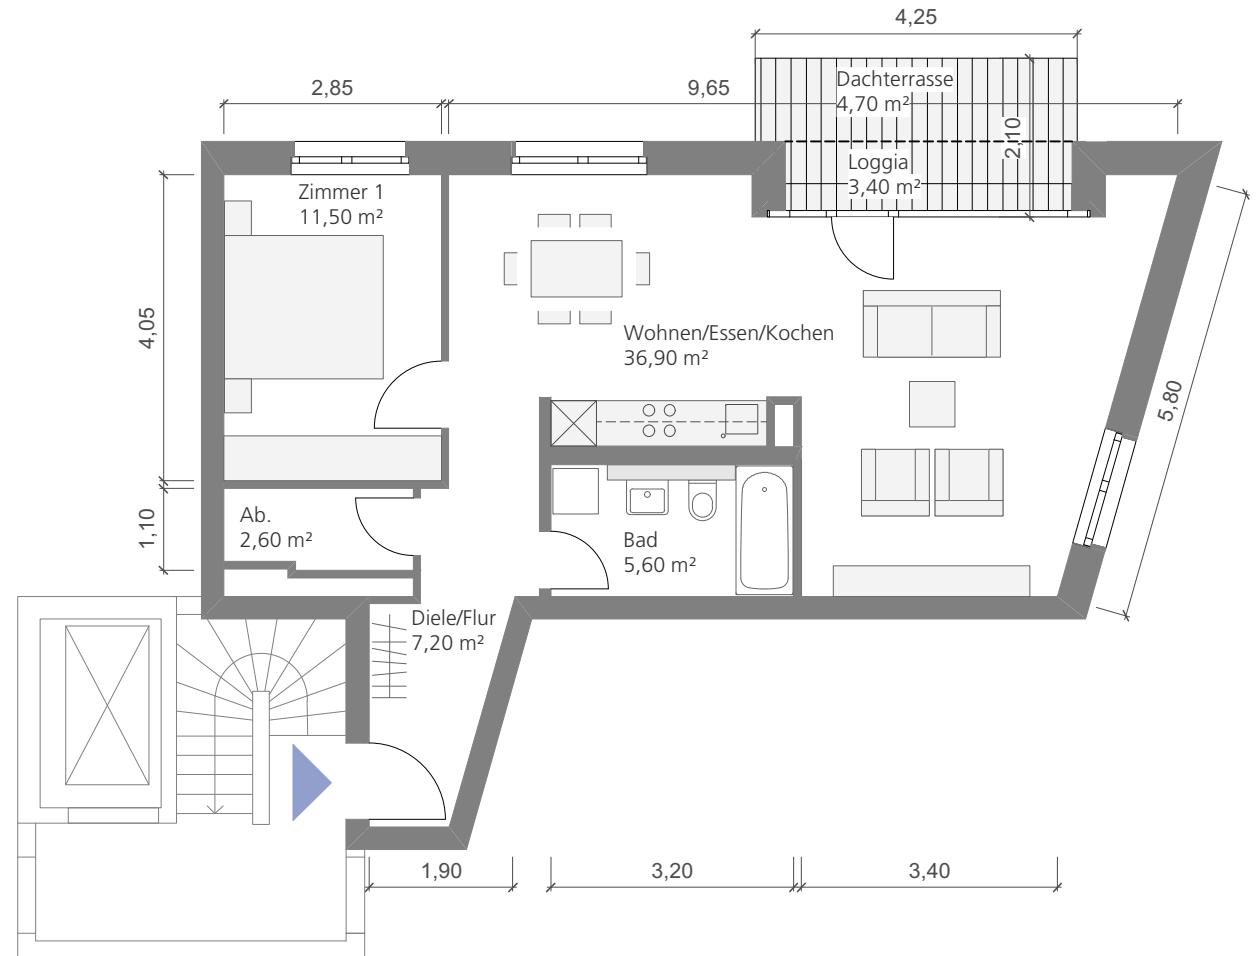 4,25
2,85
9,65
Dachterrasse
4,70 m²
2,10
Loggia
3,40 m²
Zimmer 1
11,50 m²
4,05
Wohnen/Essen/Kochen
36,90 m²
5,80
1,10
Ab.
2,60 m²
Bad
5,60 m²
Diele/Flur
7,20 m²
1,90
3,20
3,40